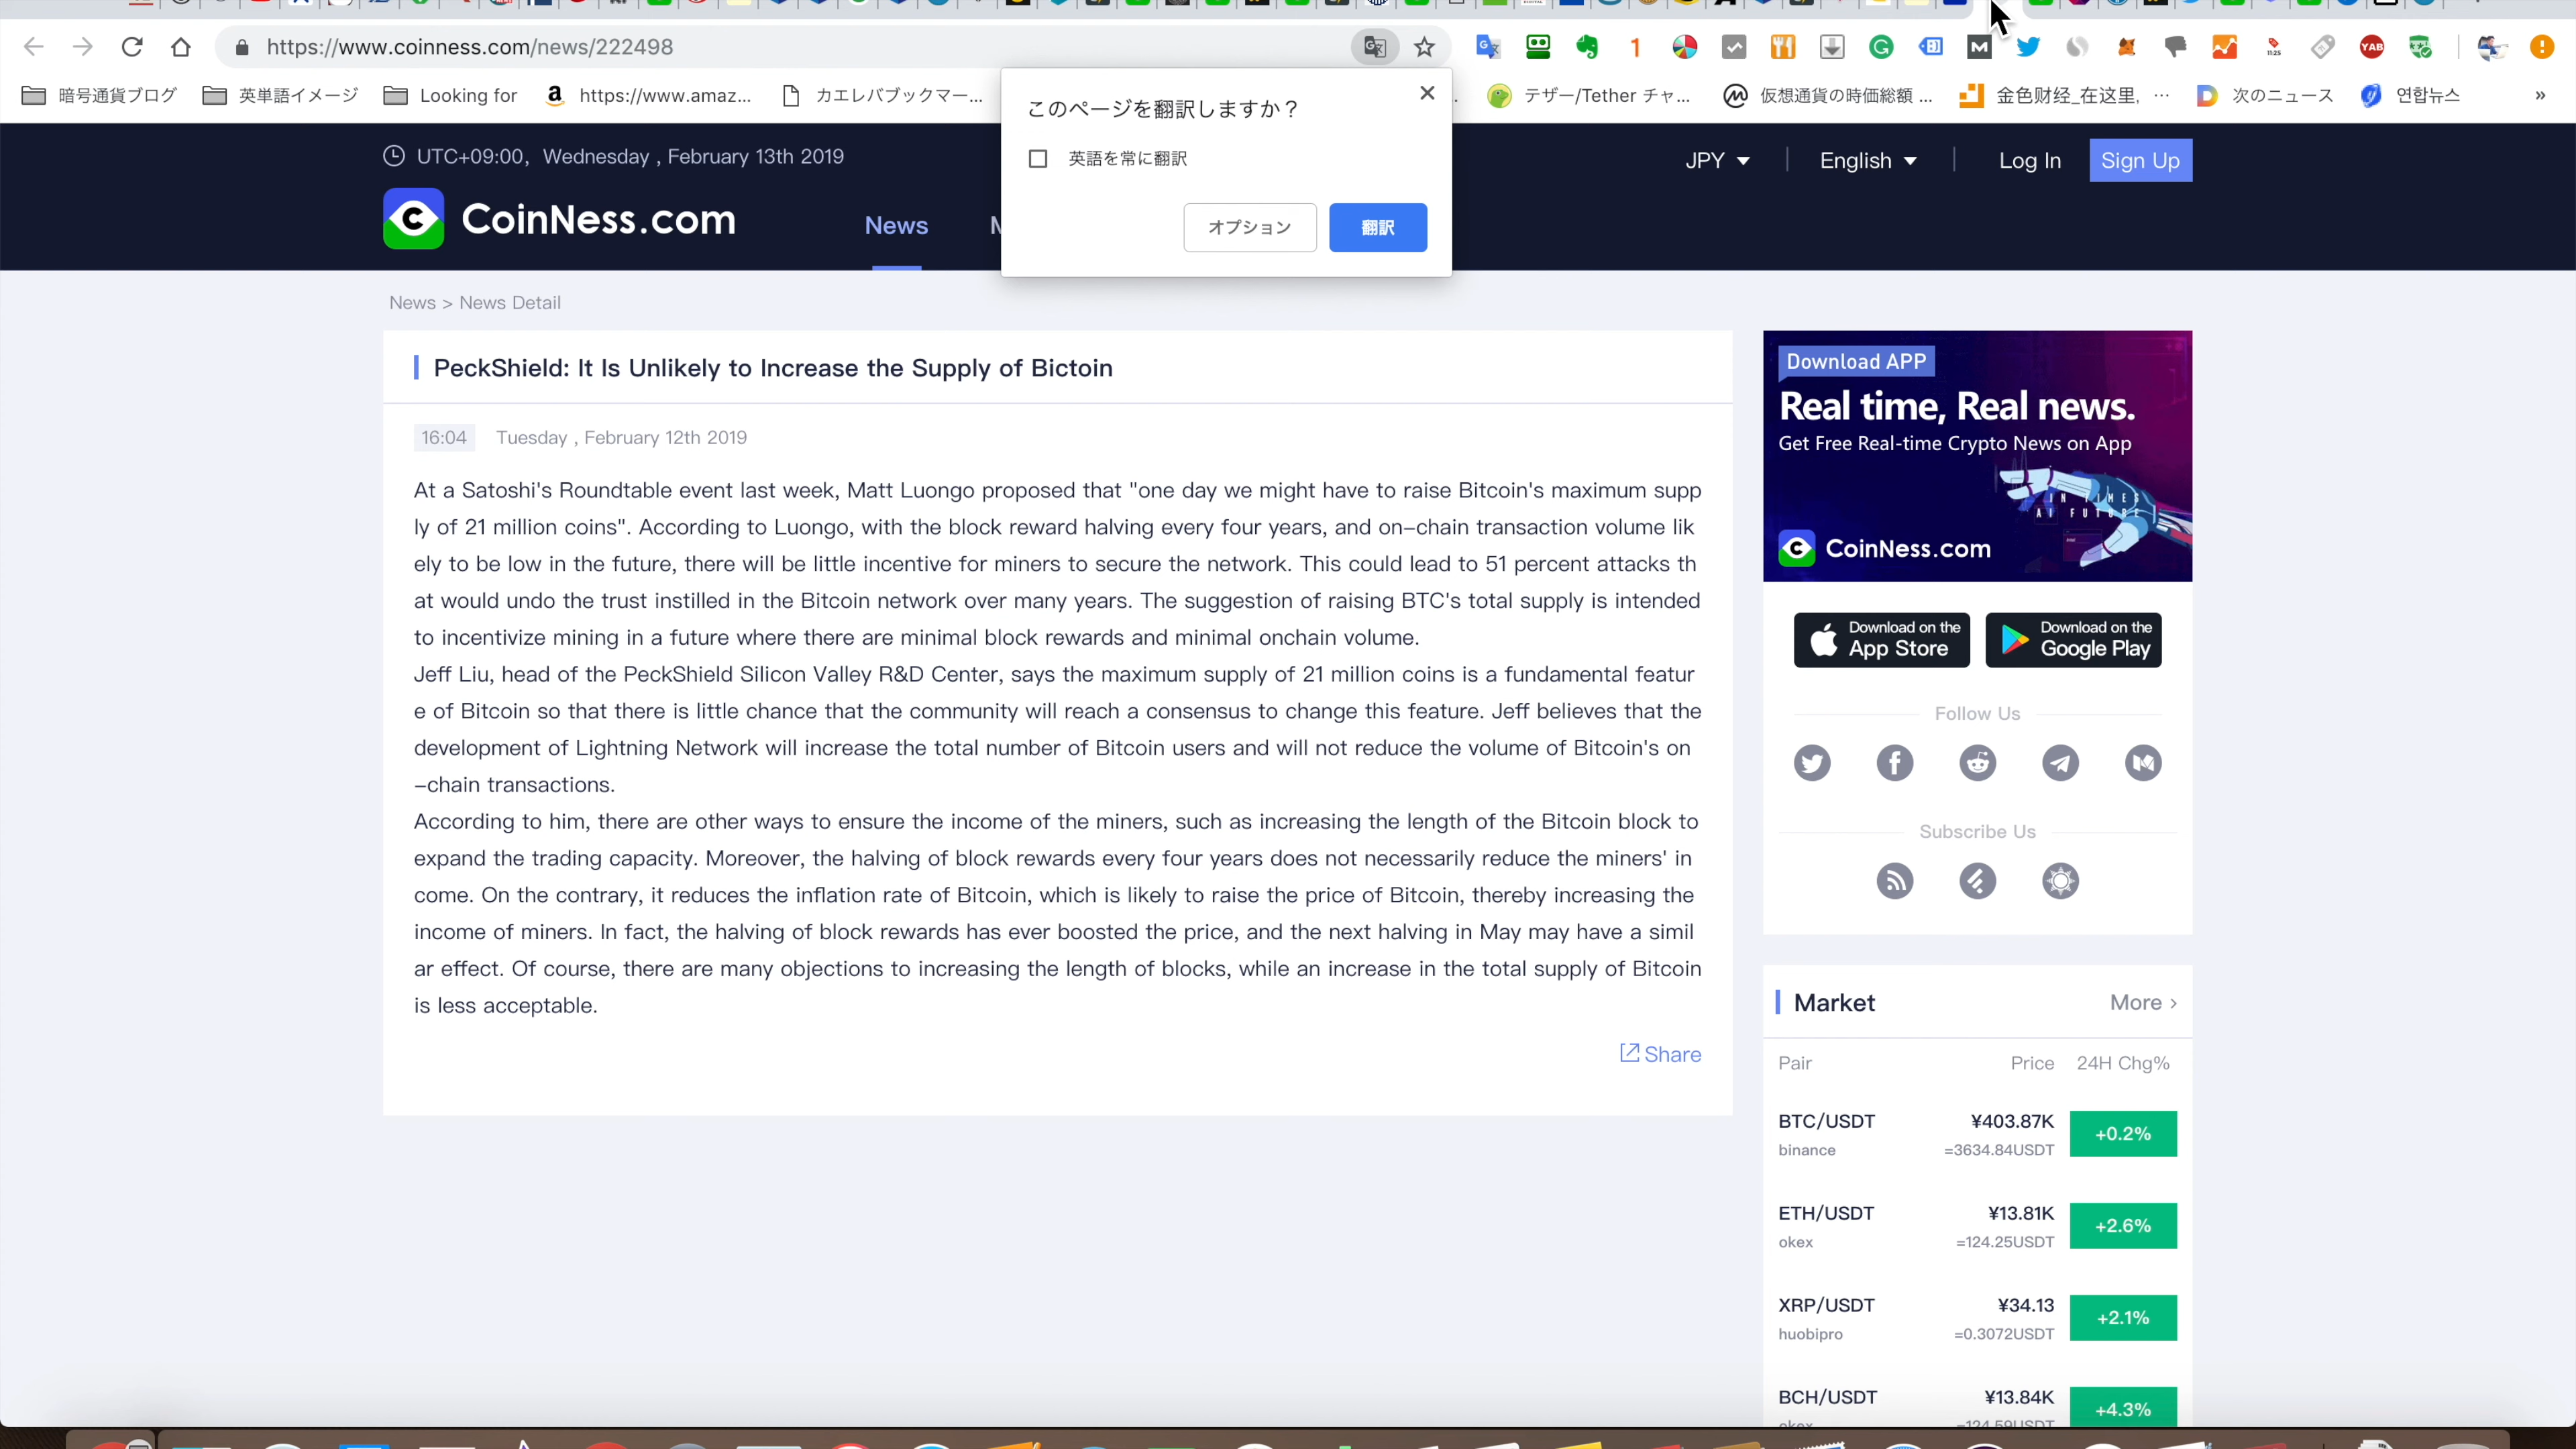 https://www.coinness.com/news/222498
暗号通貨ブログ
英単語イメージ
Looking for
https://www.amaz...
カエレバブックマー...
テザー/Tether チャ...
仮想通貨の時価総額 ...
金色财经_在这里, ...
次のニュース
연합뉴스
»
このページを翻訳しますか？
英語を常に翻訳
オプション
翻訳
UTC+09:00, Wednesday , February 13th 2019
JPY
English
Log In
Sign Up
CoinNess.com
News
News > News Detail
PeckShield: It Is Unlikely to Increase the Supply of Bictoin
16:04 Tuesday , February 12th 2019
At a Satoshi's Roundtable event last week, Matt Luongo proposed that "one day we might have to raise Bitcoin's maximum supp
ly of 21 million coins". According to Luongo, with the block reward halving every four years, and on–chain transaction volume lik
ely to be low in the future, there will be little incentive for miners to secure the network. This could lead to 51 percent attacks th
at would undo the trust instilled in the Bitcoin network over many years. The suggestion of raising BTC's total supply is intended
to incentivize mining in a future where there are minimal block rewards and minimal onchain volume.
Jeff Liu, head of the PeckShield Silicon Valley R&D Center, says the maximum supply of 21 million coins is a fundamental featur
e of Bitcoin so that there is little chance that the community will reach a consensus to change this feature. Jeff believes that the
development of Lightning Network will increase the total number of Bitcoin users and will not reduce the volume of Bitcoin's on
–chain transactions.
According to him, there are other ways to ensure the income of the miners, such as increasing the length of the Bitcoin block to
expand the trading capacity. Moreover, the halving of block rewards every four years does not necessarily reduce the miners' in
come. On the contrary, it reduces the inflation rate of Bitcoin, which is likely to raise the price of Bitcoin, thereby increasing the
income of miners. In fact, the halving of block rewards has ever boosted the price, and the next halving in May may have a simil
ar effect. Of course, there are many objections to increasing the length of blocks, while an increase in the total supply of Bitcoin
is less acceptable.
Share
Download APP
Real time, Real news.
Get Free Real-time Crypto News on App
IN TIMES
AI FUTURE
CoinNess.com
Download on the
App Store
Download on the
Google Play
Follow Us
Subscribe Us
Market
More ›
Pair Price 24H Chg%
BTC/USDT ¥403.87K +0.2%
binance =3634.84USDT
ETH/USDT ¥13.81K +2.6%
okex =124.25USDT
XRP/USDT ¥34.13 +2.1%
huobipro =0.3072USDT
BCH/USDT ¥13.84K +4.3%
okex =124.59USDT